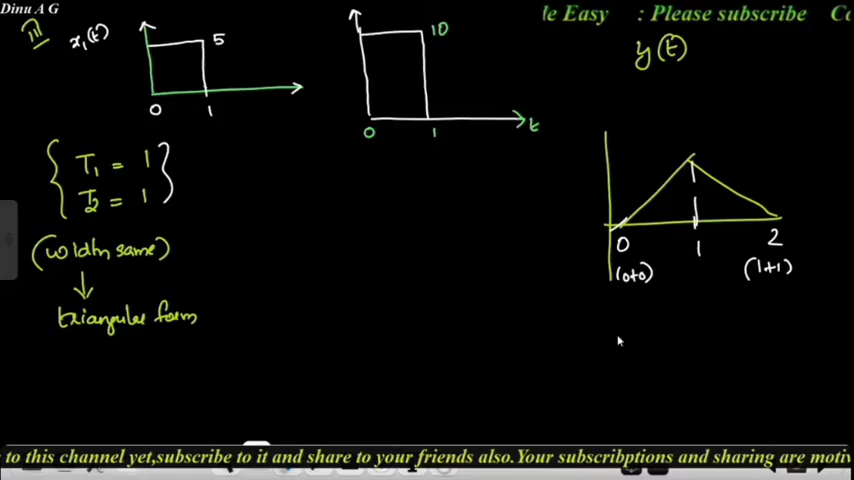 Dinu A G
le Easy : Please subscribe Co
III
x₁(t)
5
0 1
10
0 1 t
y(t)
{ T₁ = 1 }
{ T₂ = 1 }
(width same)
↓
triangular form
0 1 2
(0+0) (1+1)
to this channel yet,subscribe to it and share to your friends also.Your subscribptions and sharing are motiv